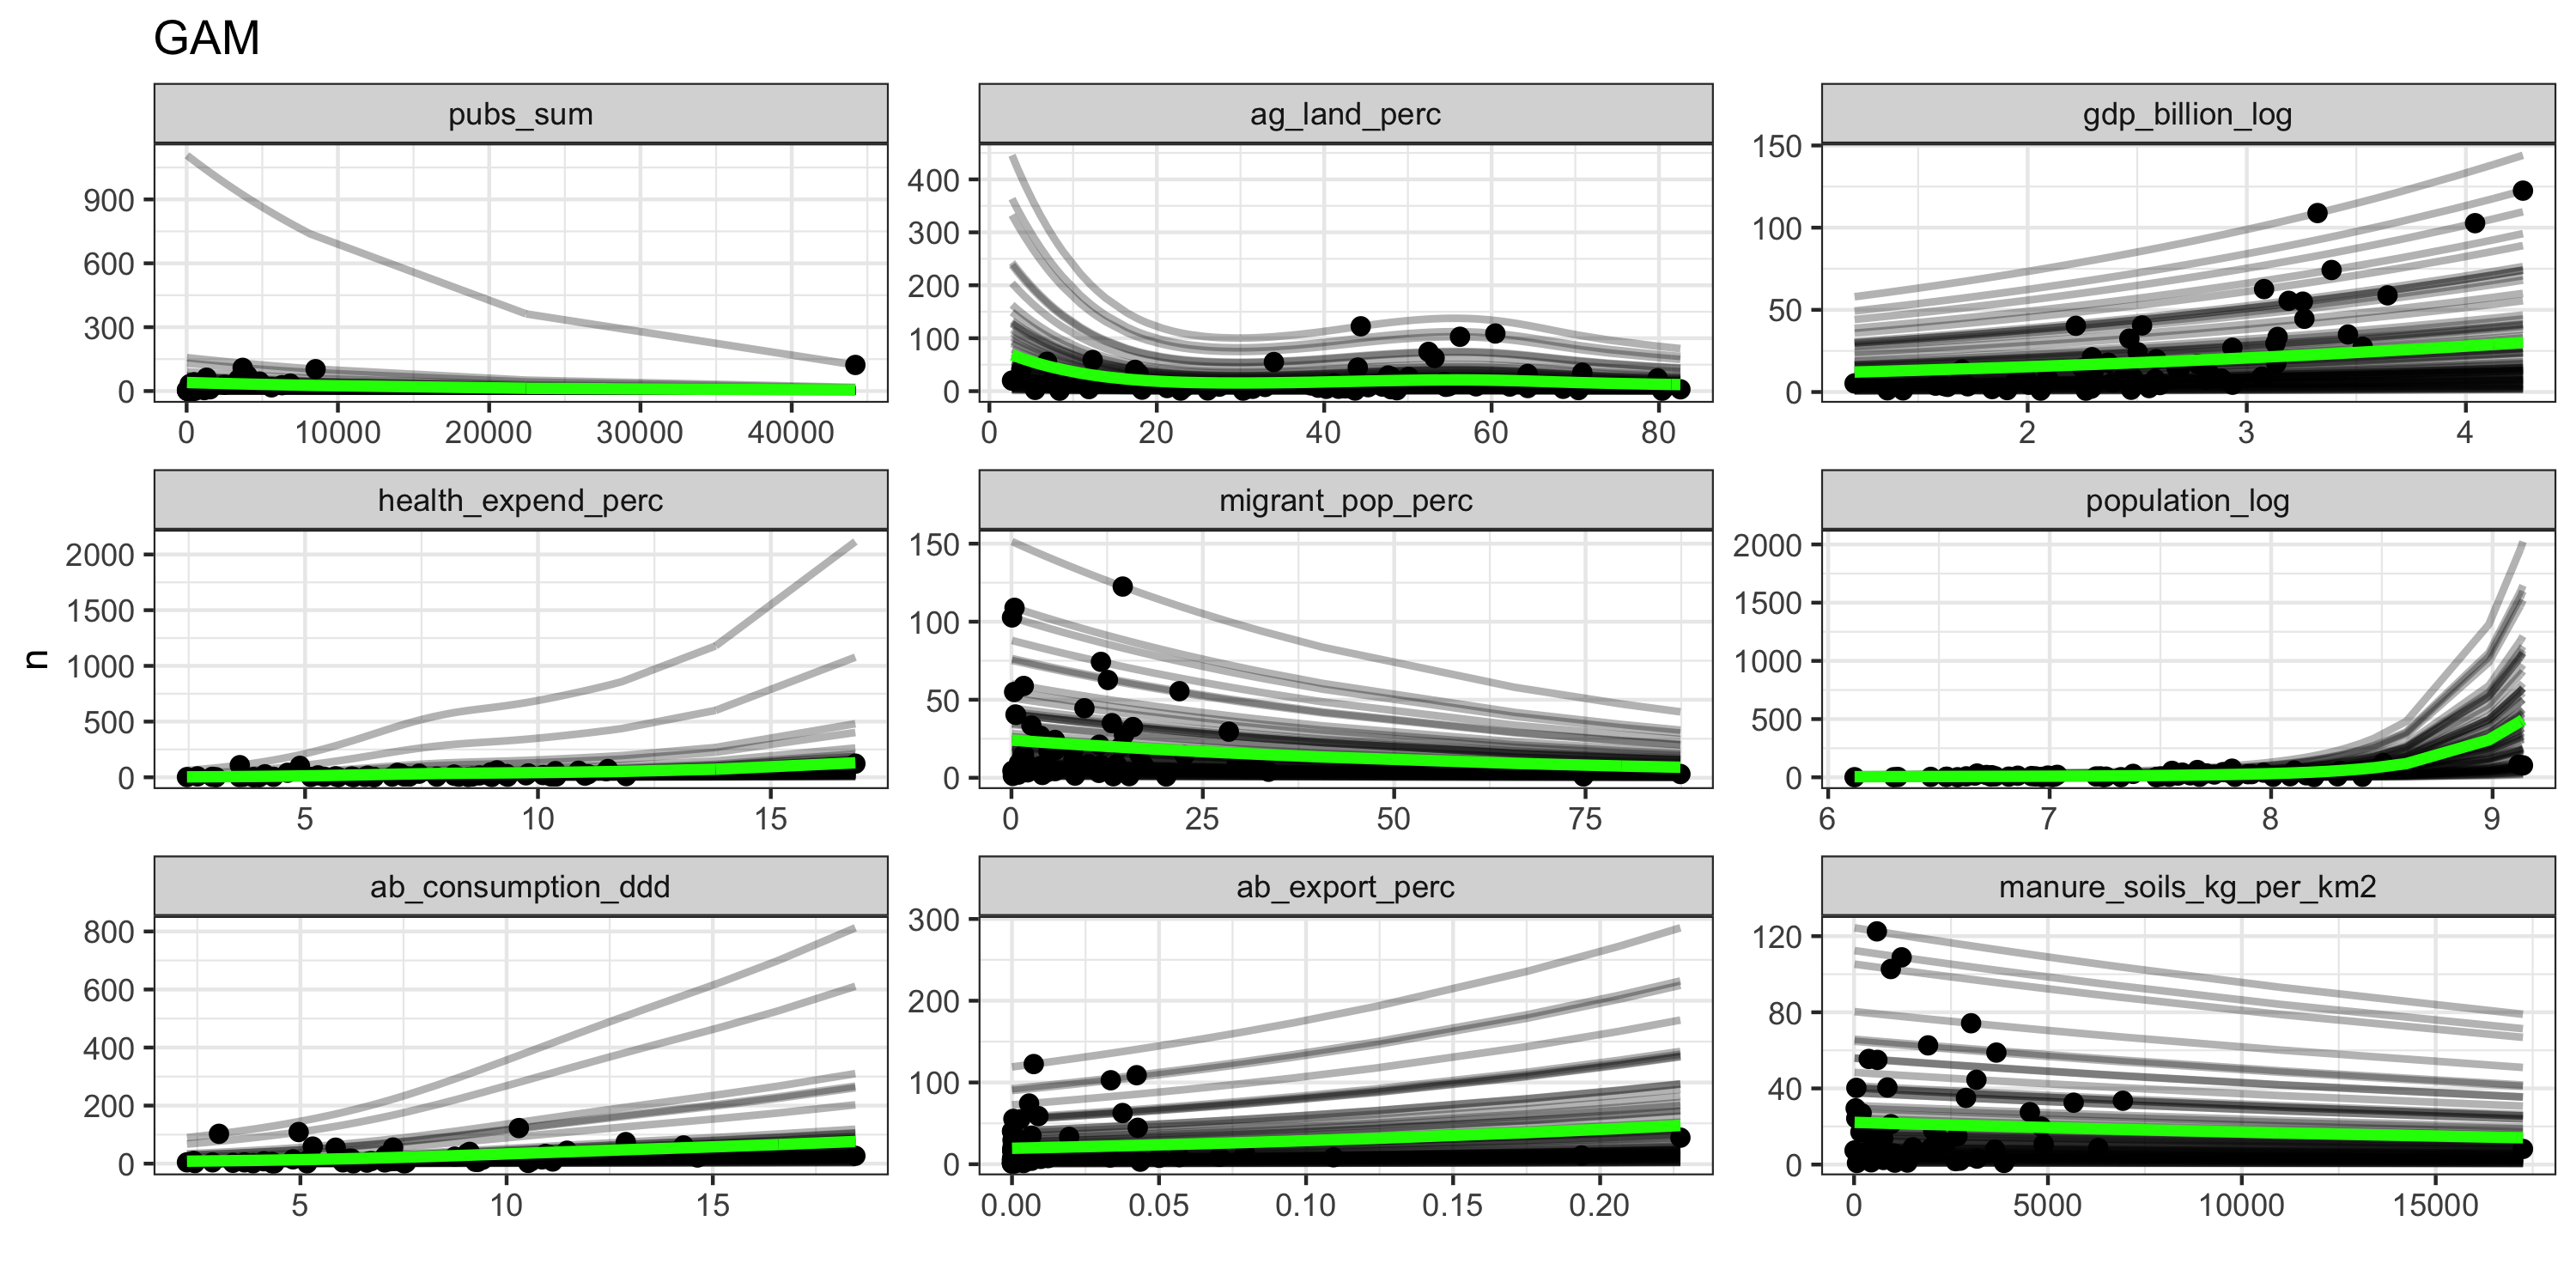 GAM
pubs_sum ag_land_perc gdp_billion_log
900 600 300 0
400 300 200 100 0
150 100 50 0
0 10000 20000 30000 40000
0 20 40 60 80
2 3 4
health_expend_perc migrant_pop_perc population_log
n
2000 1500 1000 500 0
150 100 50 0
2000 1500 1000 500 0
5 10 15
0 25 50 75
6 7 8 9
ab_consumption_ddd ab_export_perc manure_soils_kg_per_km2
800 600 400 200 0
300 200 100 0
120 80 40 0
5 10 15
0.00 0.05 0.10 0.15 0.20
0 5000 10000 15000